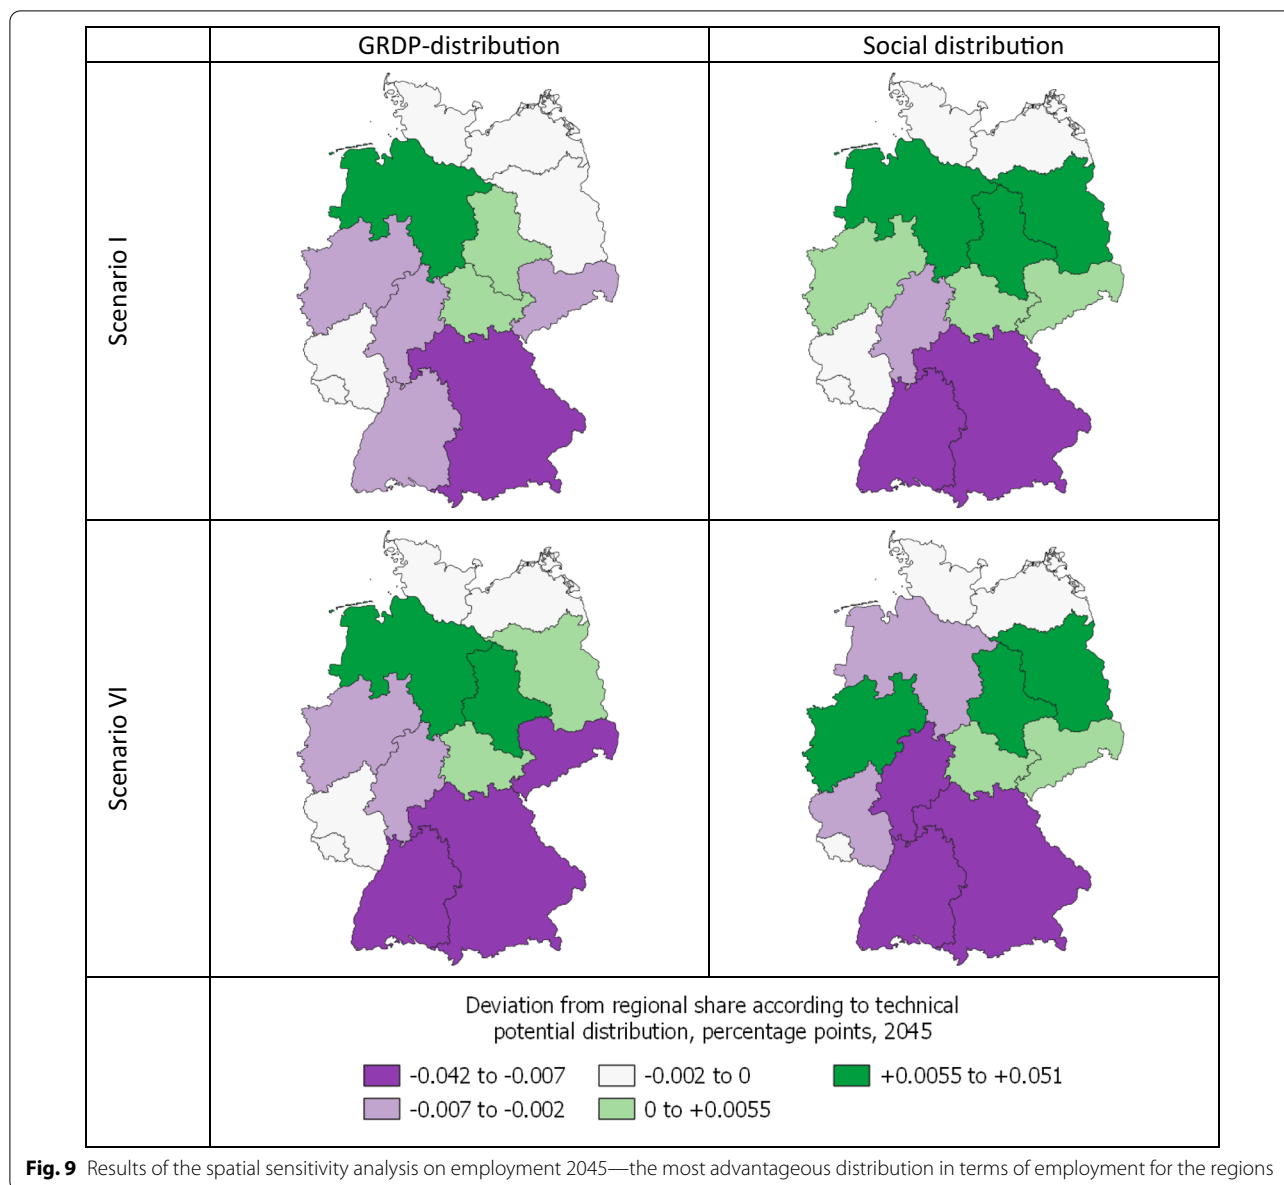 GRDP-distribution
Social distribution
Scenario I
Scenario VI
Deviation from regional share according to technical
potential distribution, percentage points, 2045
-0.042 to -0.007
-0.002 to 0
+0.0055 to +0.051
-0.007 to -0.002
0 to +0.0055
Fig. 9 Results of the spatial sensitivity analysis on employment 2045—the most advantageous distribution in terms of employment for the regions